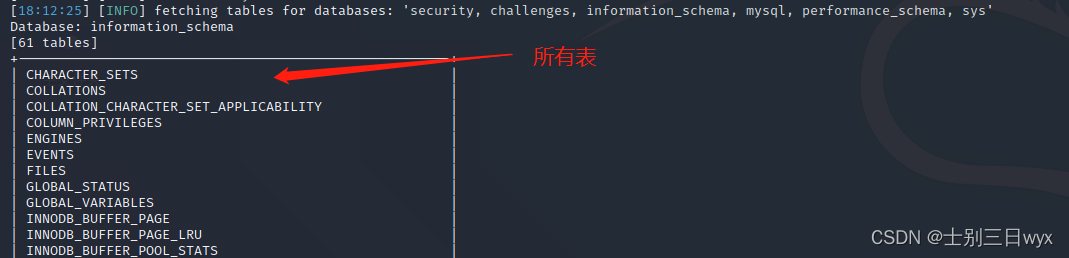 [18:12:25] [INFO] fetching tables for databases: 'security, challenges, information_schema, mysql, performance_schema, sys'
Database: information_schema
[61 tables]
所有表
| CHARACTER_SETS |
| COLLATIONS |
| COLLATION_CHARACTER_SET_APPLICABILITY |
| COLUMN_PRIVILEGES |
| ENGINES |
| EVENTS |
| FILES |
| GLOBAL_STATUS |
| GLOBAL_VARIABLES |
| INNODB_BUFFER_PAGE |
| INNODB_BUFFER_PAGE_LRU |
| INNODB_BUFFER_POOL_STATS |
CSDN @士别三日wyx